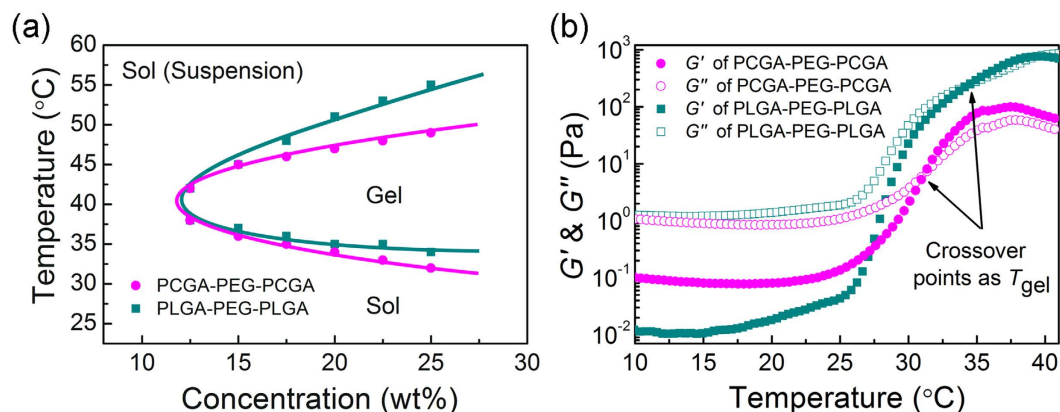 (a)
60
55
50
45
40
35
30
25
Temperature (°C)
Sol (Suspension)
Gel
Sol
PCGA-PEG-PCGA
PLGA-PEG-PLGA
10 15 20 25 30
Concentration (wt%)
(b)
10³
10²
10¹
10⁰
10⁻¹
10⁻²
G' & G'' (Pa)
G' of PCGA-PEG-PCGA
G'' of PCGA-PEG-PCGA
G' of PLGA-PEG-PLGA
G'' of PLGA-PEG-PLGA
Crossover
points as Tgel
10 15 20 25 30 35 40
Temperature (°C)